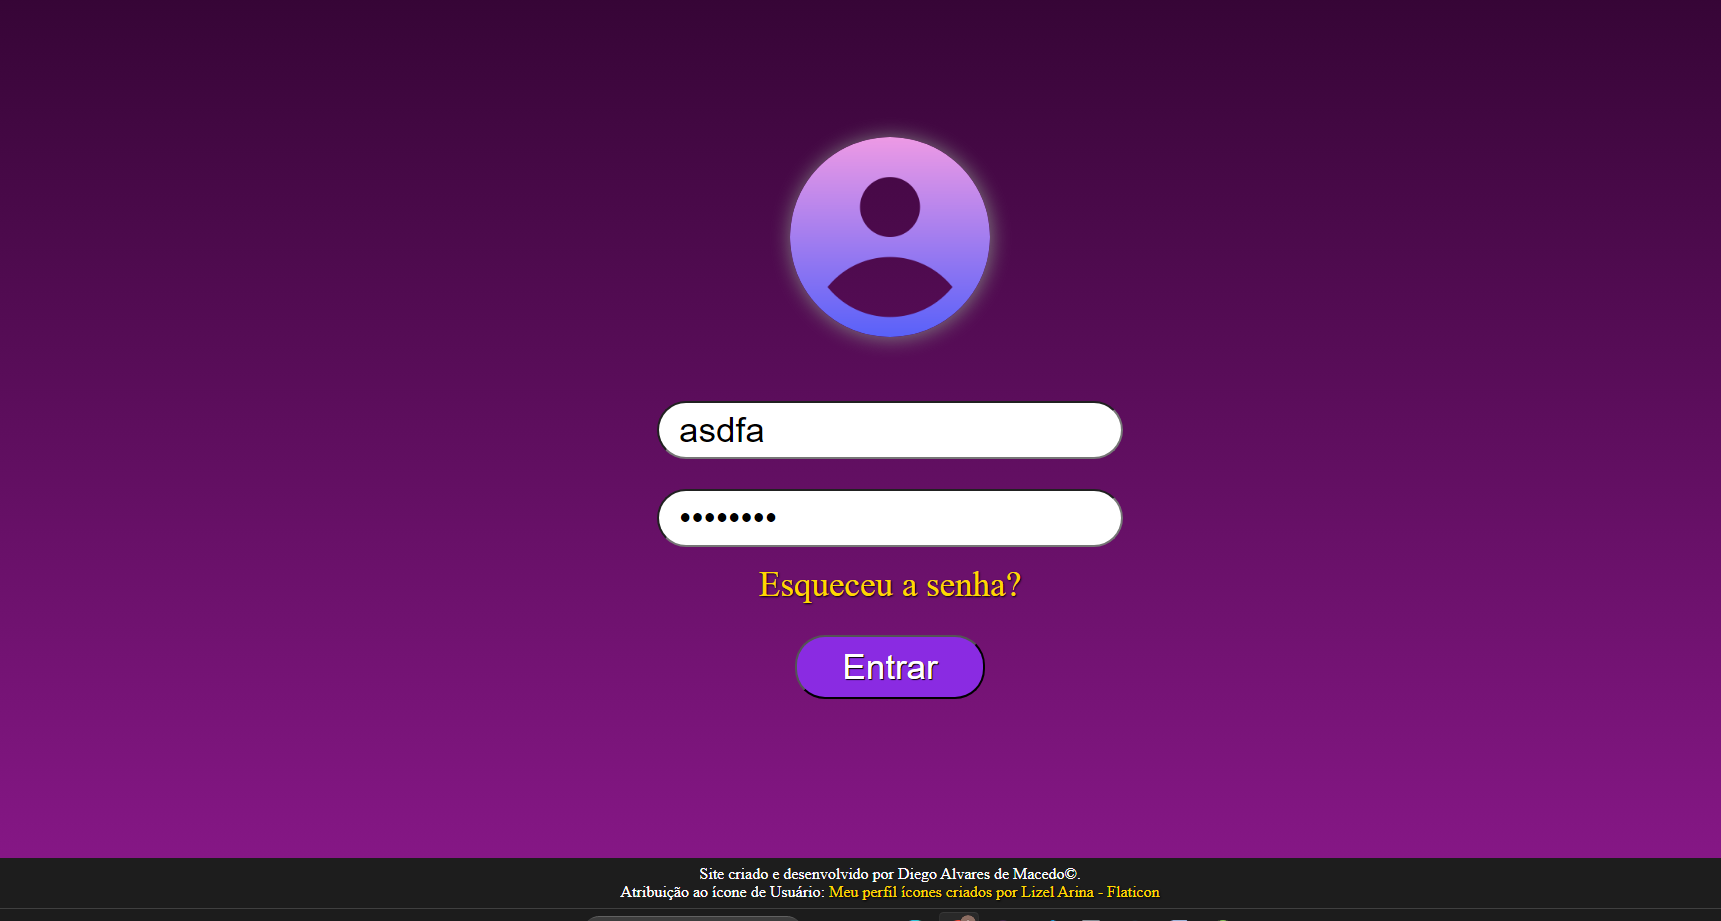 asdfa
••••••••
Esqueceu a senha?
Entrar
Site criado e desenvolvido por Diego Alvares de Macedo©.
Atribuição ao ícone de Usuário: Meu perfil ícones criados por Lizel Arina - Flaticon